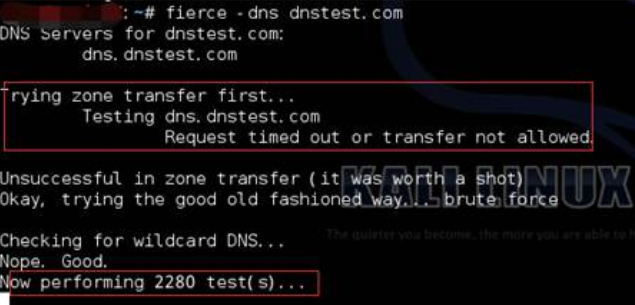 :~# fierce -dns dnstest.com
DNS Servers for dnstest.com:
dns.dnstest.com
Trying zone transfer first...
Testing dns.dnstest.com
Request timed out or transfer not allowed.
Unsuccessful in zone transfer (it was worth a shot)
Okay, trying the good old fashioned way... brute force
KALI LINUX
The quieter you become, the more you are able to
Checking for wildcard DNS...
Nope. Good.
Now performing 2280 test(s)...